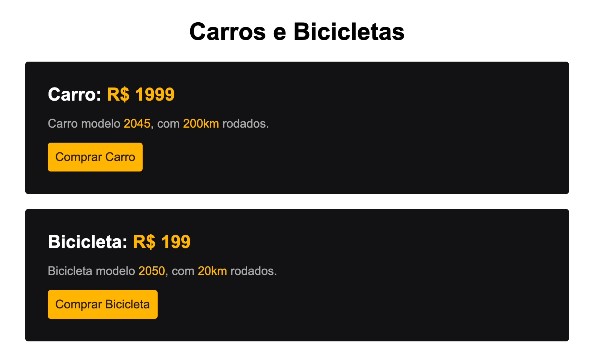 Carros e Bicicletas
Carro: R$ 1999
Carro modelo 2045, com 200km rodados.
Comprar Carro
Bicicleta: R$ 199
Bicicleta modelo 2050, com 20km rodados.
Comprar Bicicleta